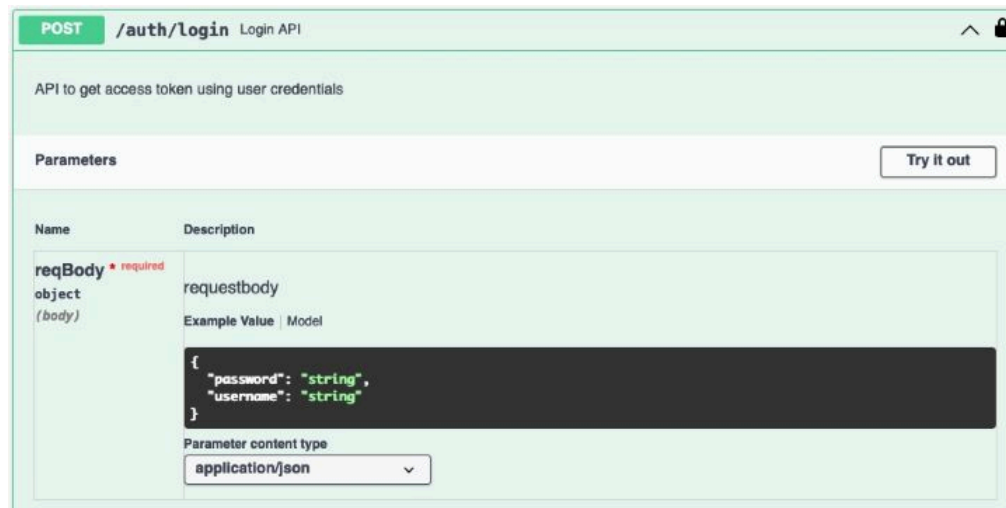 POST /auth/login Login API
API to get access token using user credentials
Parameters Try it out
Name Description
reqBody * required
object
(body)
requestbody
Example Value | Model
{
"password": "string",
"username": "string"
}
Parameter content type
application/json